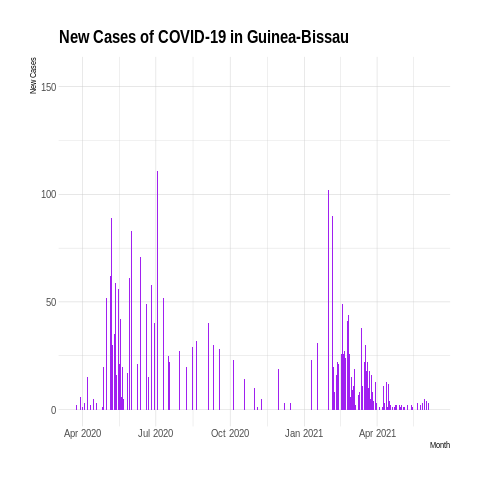 New Cases of COVID-19 in Guinea-Bissau
New Cases
150
100
50
0
Apr 2020 Jul 2020 Oct 2020 Jan 2021 Apr 2021
Month